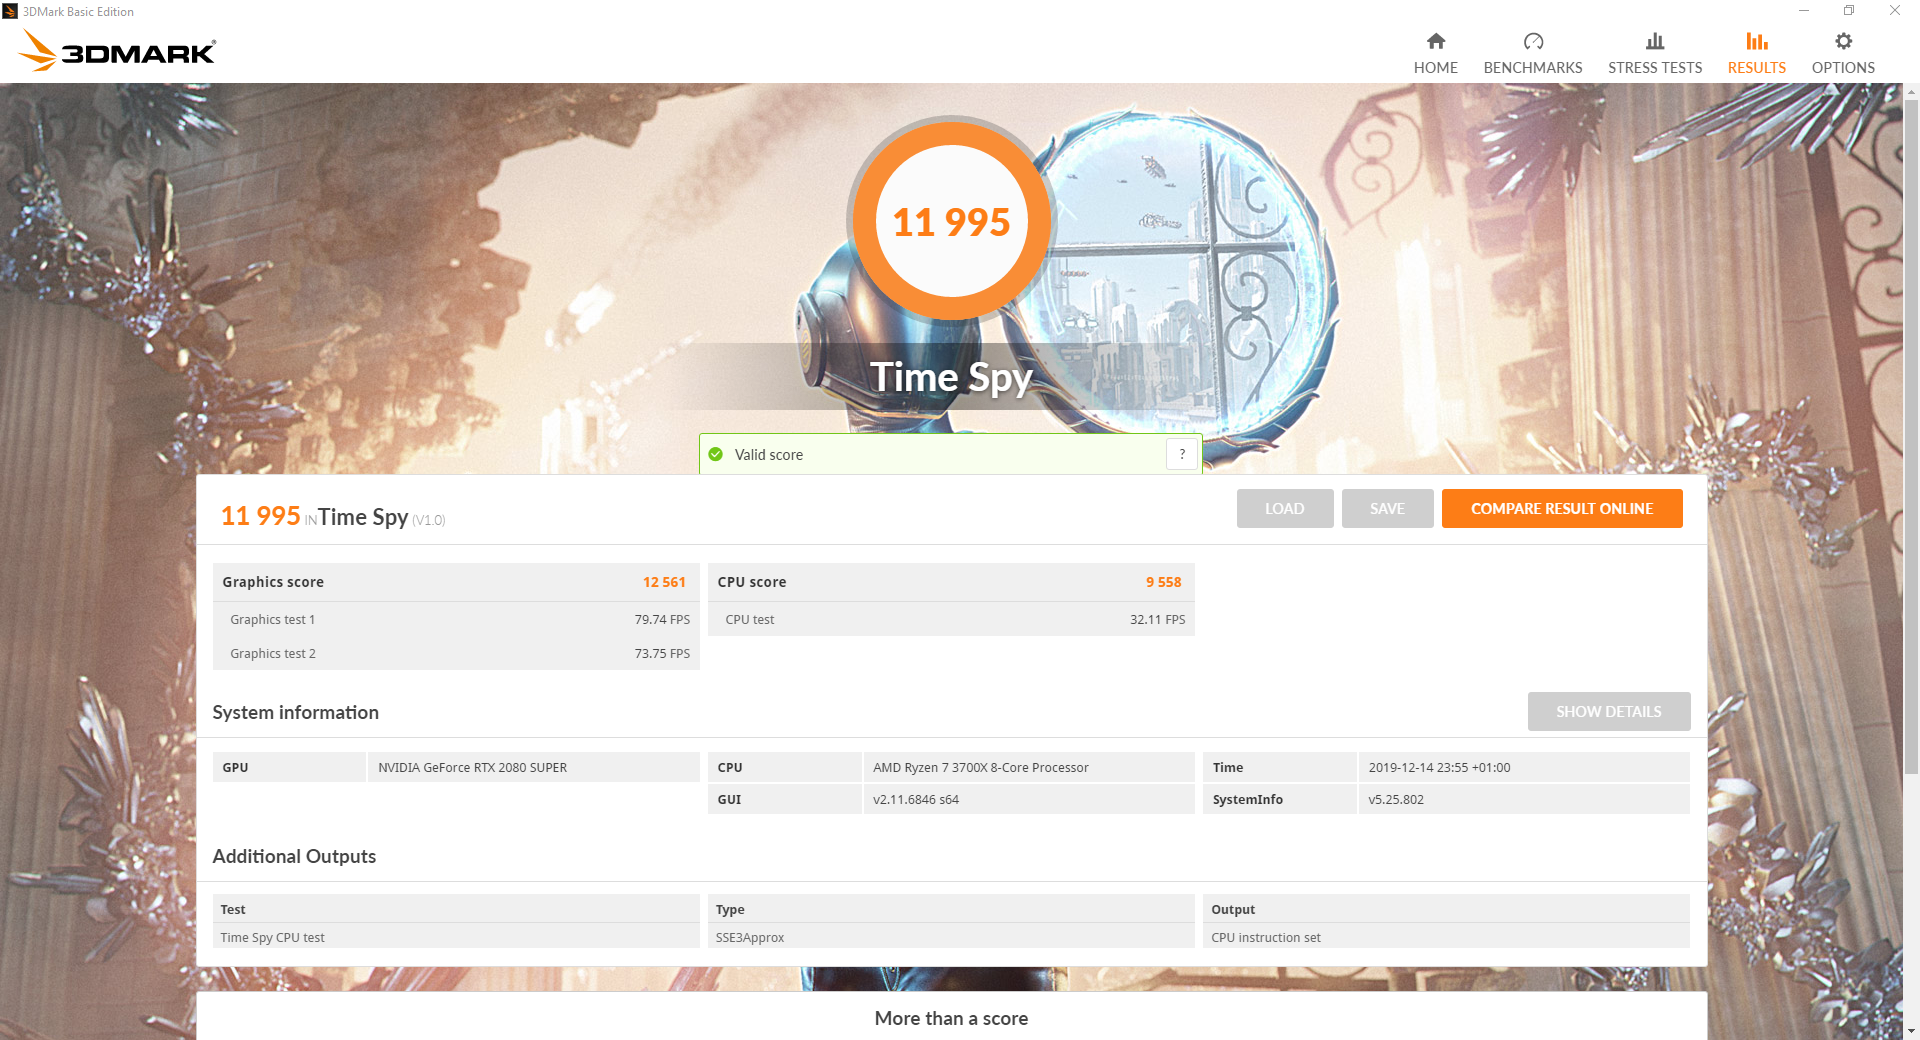 3DMark Basic Edition
3DMARK®
HOME
BENCHMARKS
STRESS TESTS
RESULTS
OPTIONS
11 995
Time Spy
Valid score
?
11 995 IN Time Spy (V1.0)
LOAD
SAVE
COMPARE RESULT ONLINE
Graphics score 12 561
Graphics test 1 79.74 FPS
Graphics test 2 73.75 FPS
CPU score 9 558
CPU test 32.11 FPS
System information
SHOW DETAILS
GPU NVIDIA GeForce RTX 2080 SUPER
CPU AMD Ryzen 7 3700X 8-Core Processor
GUI v2.11.6846 s64
Time 2019-12-14 23:55 +01:00
SystemInfo v5.25.802
Additional Outputs
Test Type Output
Time Spy CPU test SSE3Approx CPU instruction set
More than a score